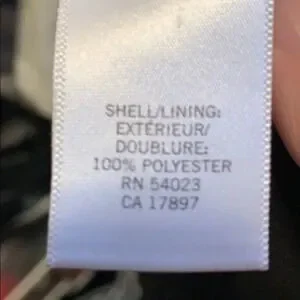 SHELL/LINING:
EXTÉRIEUR/
DOUBLURE:
100% POLYESTER
RN 54023
CA 17897